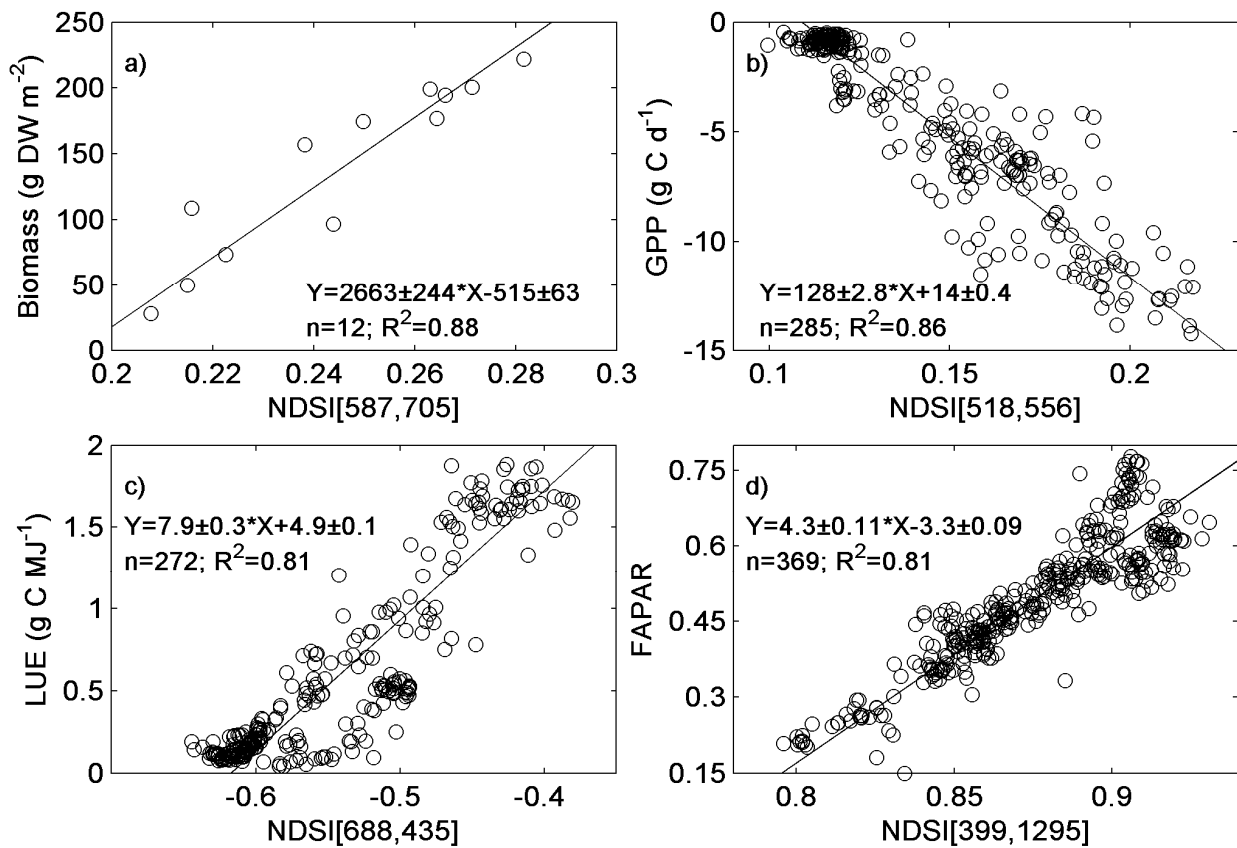 250
200
150
100
50
0
Biomass (g DW m⁻²)
a)
Y=2663±244*X-515±63
n=12; R²=0.88
0.2
0.22
0.24
0.26
0.28
0.3
NDSI[587,705]
0
-5
-10
-15
GPP (g C d⁻¹)
b)
Y=128±2.8*X+14±0.4
n=285; R²=0.86
0.1
0.15
0.2
NDSI[518,556]
2
1.5
1
0.5
0
LUE (g C MJ⁻¹)
c)
Y=7.9±0.3*X+4.9±0.1
n=272; R²=0.81
-0.6
-0.5
-0.4
NDSI[688,435]
0.75
0.6
0.45
0.3
0.15
FAPAR
d)
Y=4.3±0.11*X-3.3±0.09
n=369; R²=0.81
0.8
0.85
0.9
NDSI[399,1295]